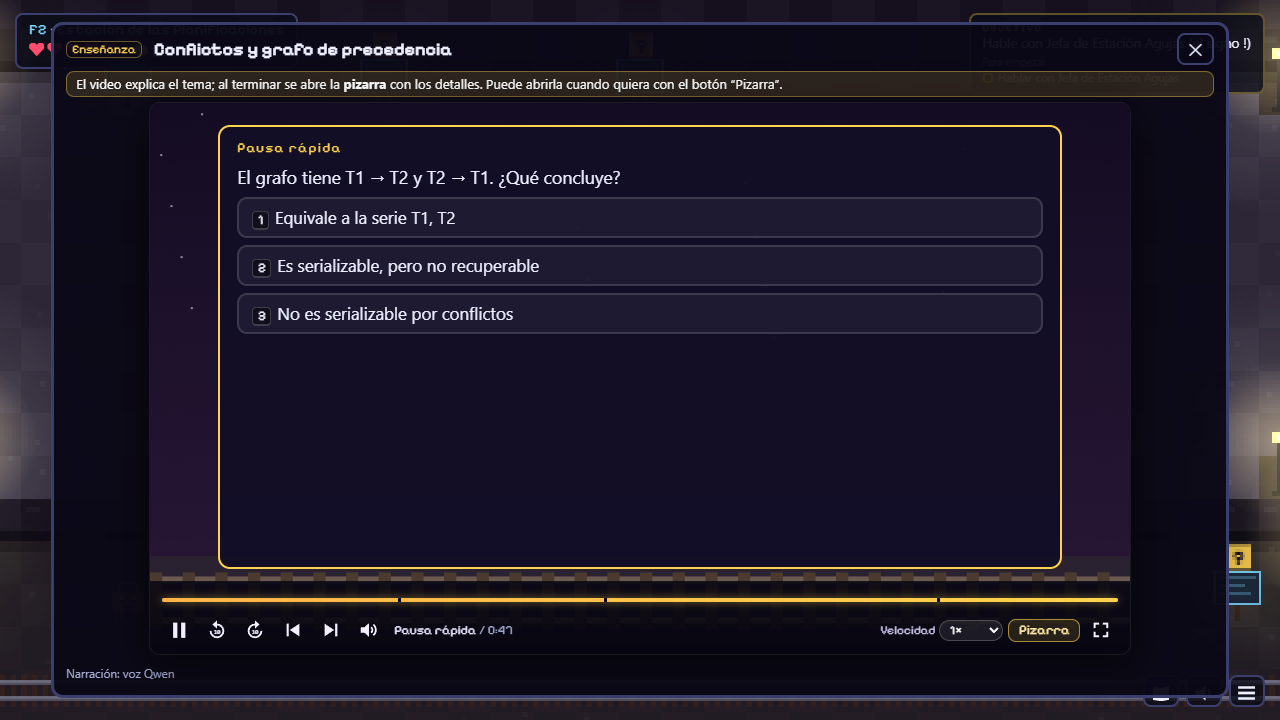 Enseñanza Conflictos y grafo de precedencia
El video explica el tema; al terminar se abre la pizarra con los detalles. Puede abrirla cuando quiera con el botón “Pizarra”.
Pausa rápida
El grafo tiene T1 → T2 y T2 → T1. ¿Qué concluye?
1 Equivale a la serie T1, T2
2 Es serializable, pero no recuperable
3 No es serializable por conflictos
Pausa rápida / 0:47
Velocidad 1× Pizarra
Narración: voz Qwen